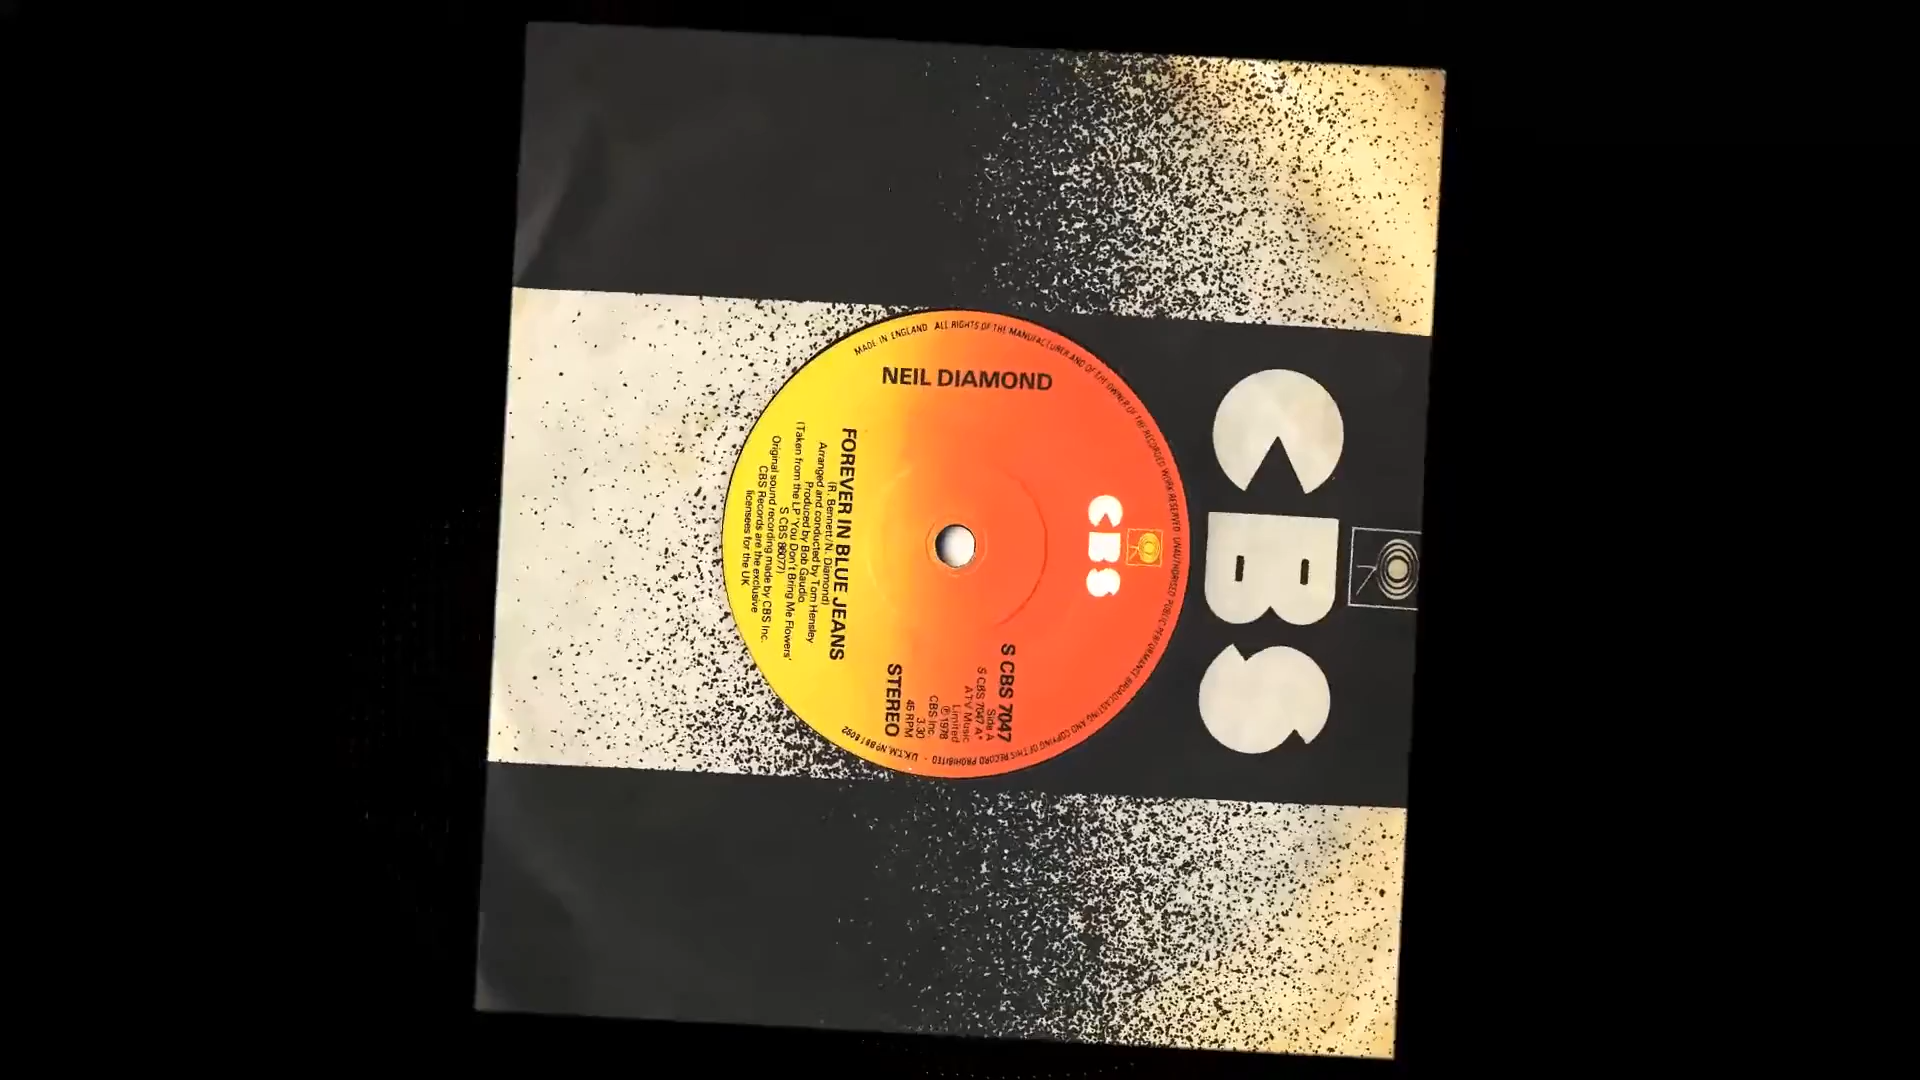 NEIL DIAMOND
MADE IN ENGLAND ALL RIGHTS OF THE MANUFACTURER AND OF THE OWNER OF THE RECORDED WORK RESERVED UNAUTHORISED PUBLIC PERFORMANCE BROADCASTING AND COPYING OF THIS RECORD PROHIBITED · U.K.T.M. Nº 881 8092
CBS
CBS
S CBS 7047
Side A
S CBS 7047 A*
ATV Music
Limited
℗ 1978
CBS Inc.
3.30
45 RPM
STEREO
FOREVER IN BLUE JEANS
(R. Bennett/N. Diamond)
Arranged and conducted by Tom Hensley
Produced by Bob Gaudio
(Taken from the LP 'You Don't Bring Me Flowers'
S CBS 86077)
Original sound recording made by CBS Inc.
CBS Records are the exclusive
licensees for the UK